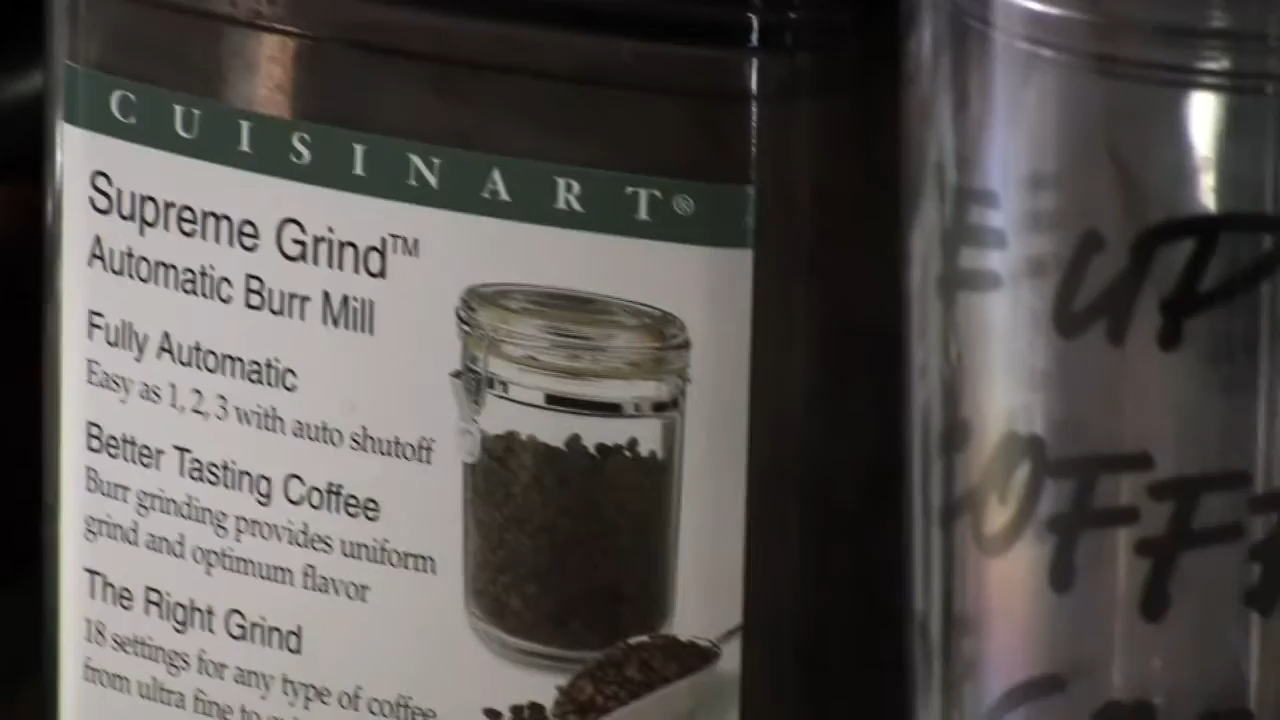 CUISINART®
Supreme Grind™
Automatic Burr Mill
Fully Automatic
Easy as 1, 2, 3 with auto shutoff
Better Tasting Coffee
Burr grinding provides uniform
grind and optimum flavor
The Right Grind
18 settings for any type of coffee
from ultra fine to
UP
OFF